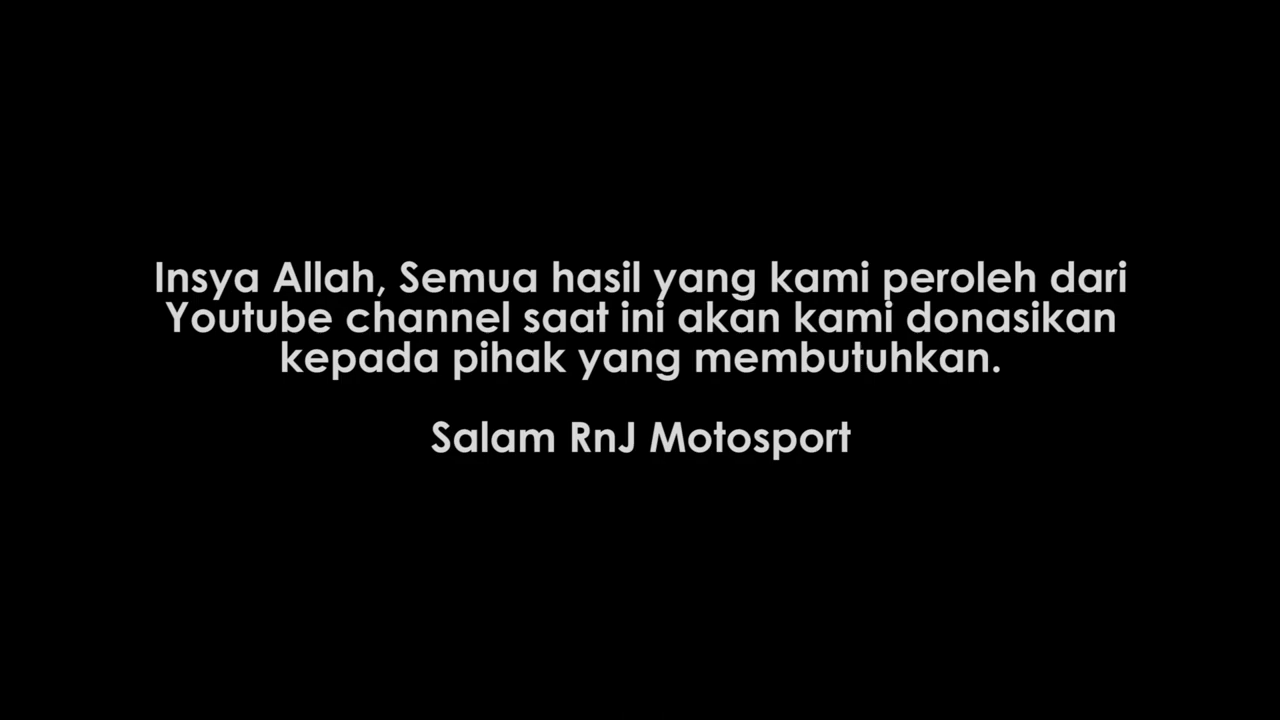 Insya Allah, Semua hasil yang kami peroleh dari
Youtube channel saat ini akan kami donasikan
kepada pihak yang membutuhkan.
Salam RnJ Motosport